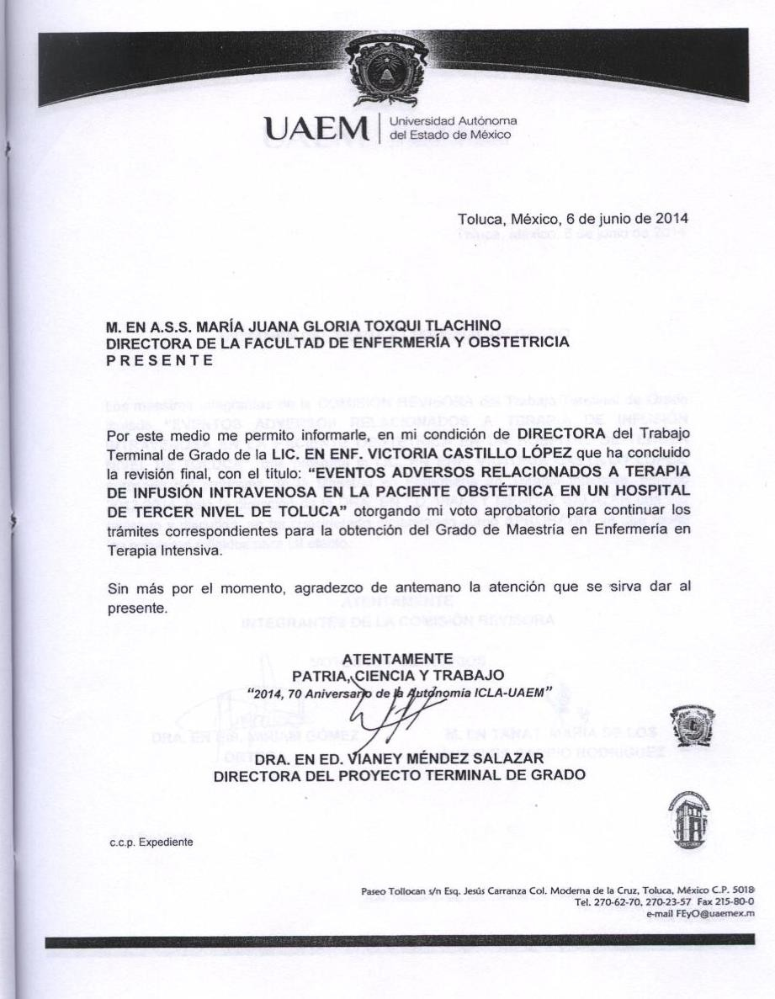 UAEM
Universidad Autónoma
del Estado de México
Toluca, México, 6 de junio de 2014
M. EN A.S.S. MARÍA JUANA GLORIA TOXQUI TLACHINO
DIRECTORA DE LA FACULTAD DE ENFERMERÍA Y OBSTETRICIA
P R E S E N T E
Por este medio me permito informarle, en mi condición de DIRECTORA del Trabajo
Terminal de Grado de la LIC. EN ENF. VICTORIA CASTILLO LÓPEZ que ha concluido
la revisión final, con el titulo: “EVENTOS ADVERSOS RELACIONADOS A TERAPIA
DE INFUSIÓN INTRAVENOSA EN LA PACIENTE OBSTÉTRICA EN UN HOSPITAL
DE TERCER NIVEL DE TOLUCA” otorgando mi voto aprobatorio para continuar los
trámites correspondientes para la obtención del Grado de Maestría en Enfermería en
Terapia Intensiva.
Sin más por el momento, agradezco de antemano la atención que se sirva dar al
presente.
ATENTAMENTE
PATRIA, CIENCIA Y TRABAJO
“2014, 70 Aniversario de la Autonomía ICLA-UAEM”
DRA. EN ED. VIANEY MÉNDEZ SALAZAR
DIRECTORA DEL PROYECTO TERMINAL DE GRADO
c.c.p. Expediente
Paseo Tollocan s/n Esq. Jesús Carranza Col. Moderna de la Cruz, Toluca, México C.P. 5018
Tel. 270-62-70, 270-23-57 Fax 215-80-0
e-mail FEyO@uaemex.m